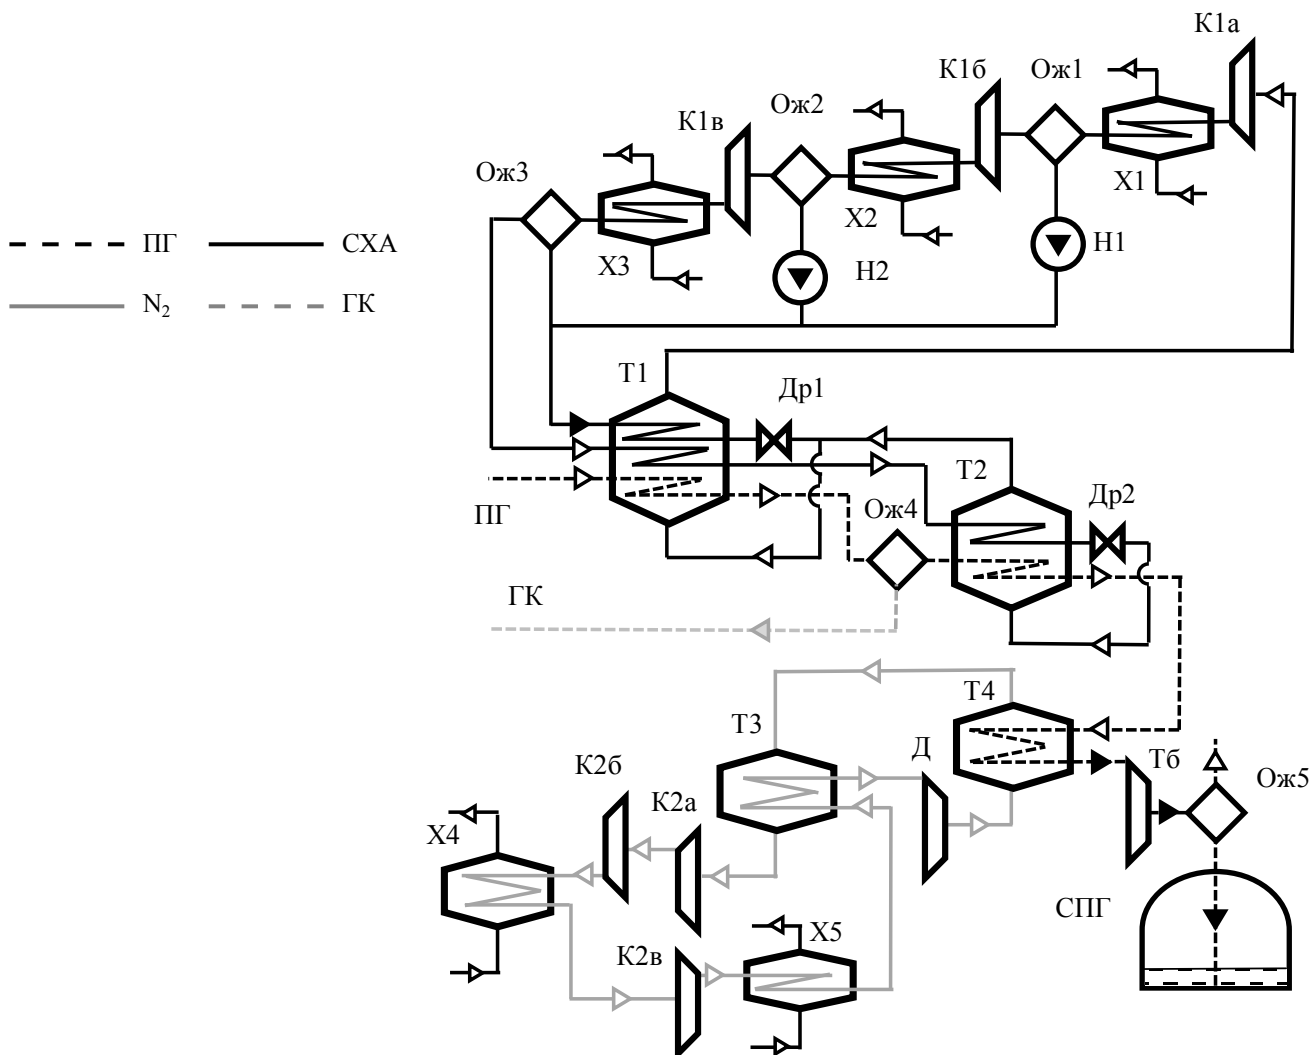 К1а
К1б
Ож1
Ож2
К1в
Ож3
Х1
Х2
Х3
Н1
Н2
ПГ
СХА
N₂
ГК
Т1
Др1
Т2
Др2
Ож4
ПГ
ГК
Т4
Т3
Д
Тб
Ож5
К2б
К2а
Х4
СПГ
Х5
К2в